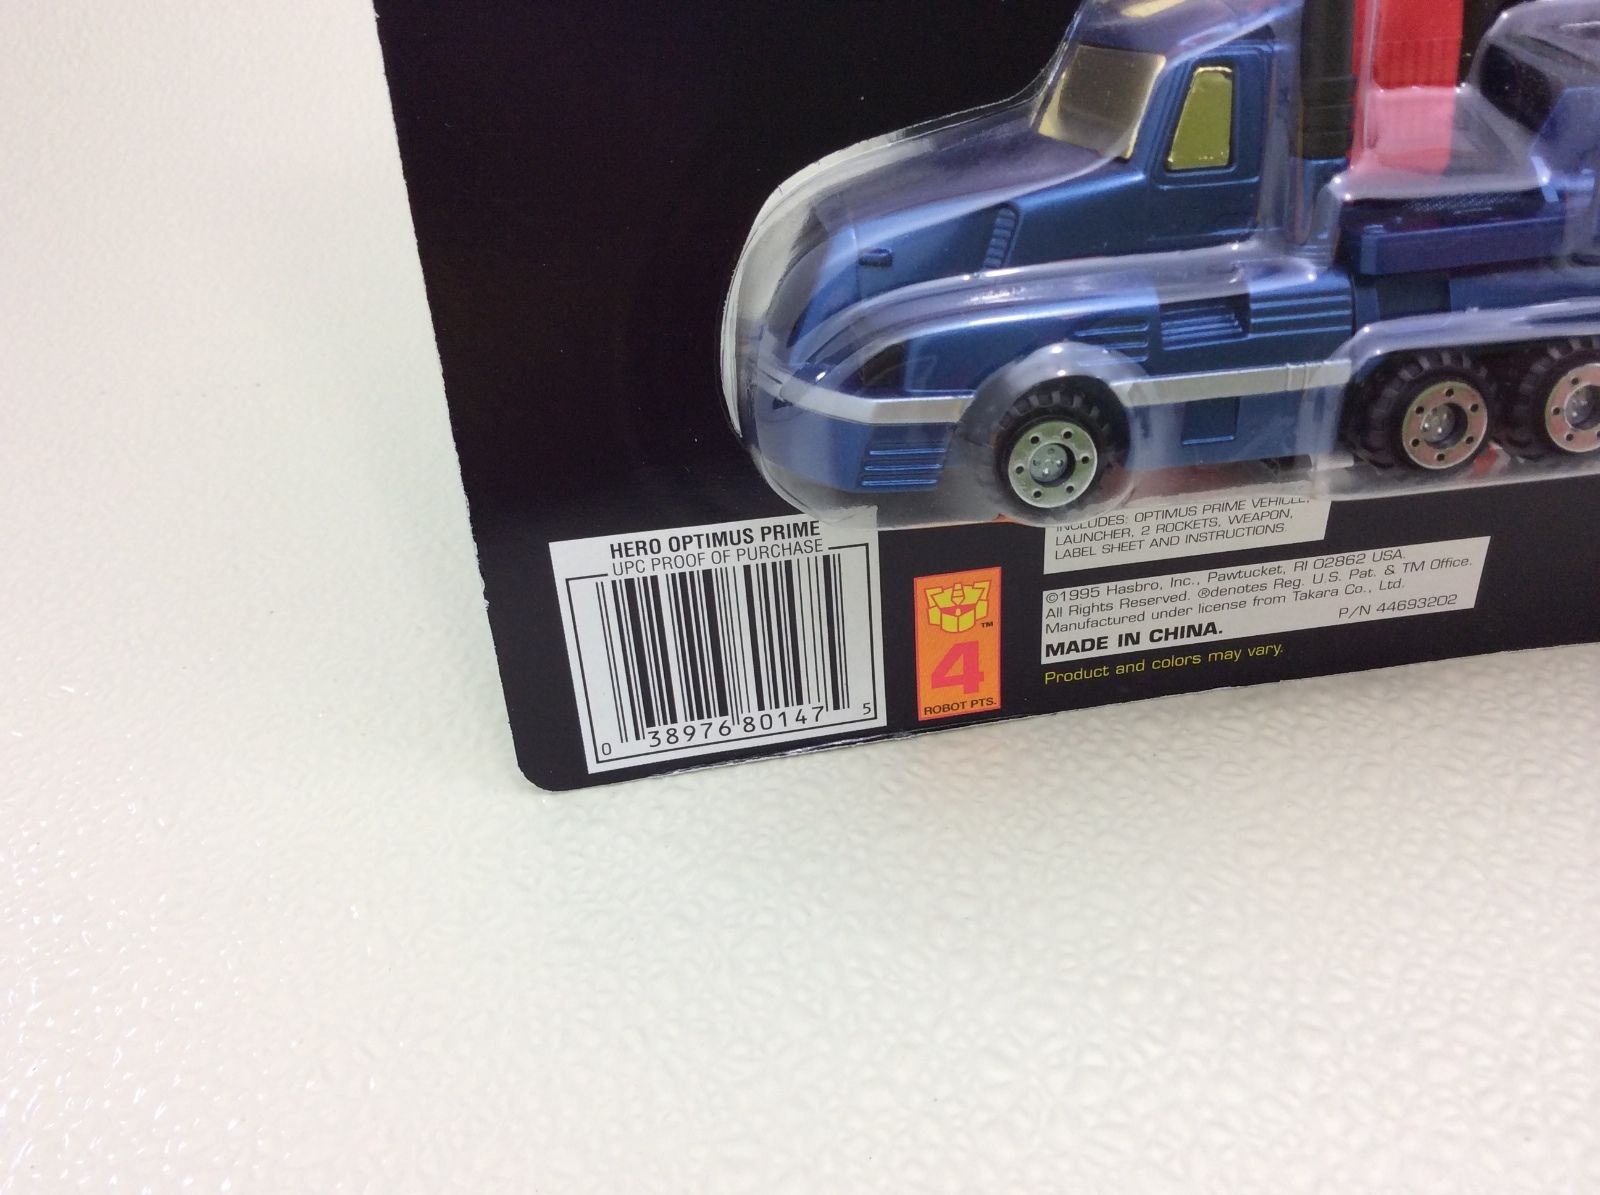 HERO OPTIMUS PRIME
UPC PROOF OF PURCHASE
0 38976 80147 5
TM
4
ROBOT PTS.
INCLUDES: OPTIMUS PRIME VEHICLE,
LAUNCHER, 2 ROCKETS, WEAPON,
LABEL SHEET AND INSTRUCTIONS.
©1995 Hasbro, Inc., Pawtucket, RI 02862 USA.
All Rights Reserved. ®denotes Reg. U.S. Pat. & TM Office.
Manufactured under license from Takara Co., Ltd.
P/N 44693202
MADE IN CHINA.
Product and colors may vary.